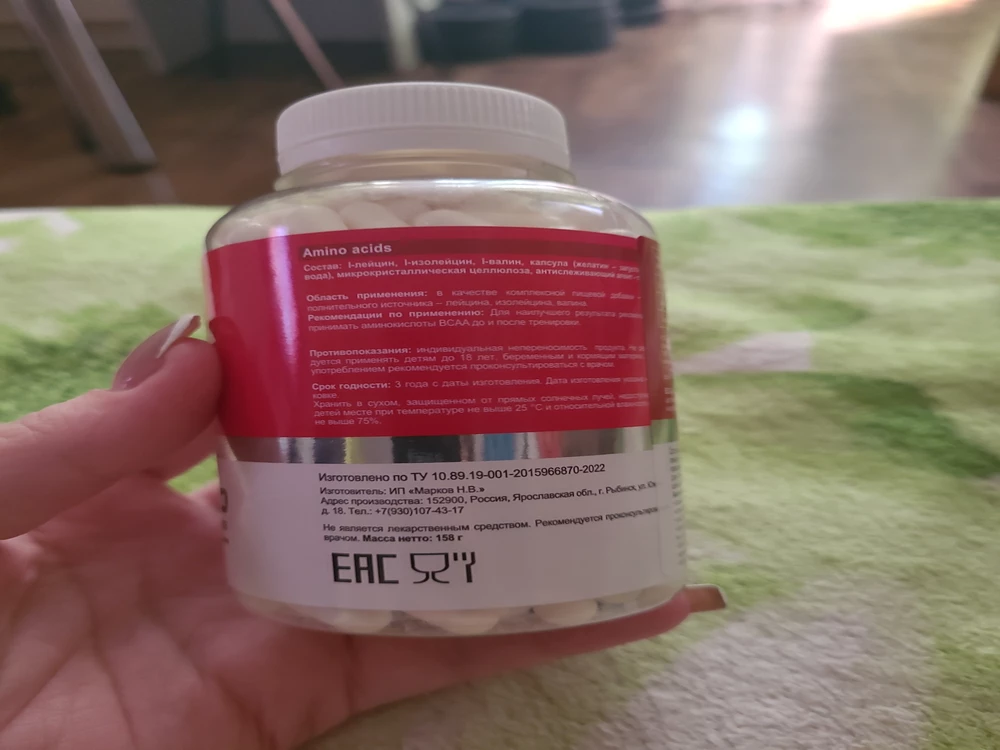 Amino acids
Состав: l-лейцин, l-изолейцин, l-валин, капсула (желатин -
вода), микрокристаллическая целлюлоза, антислеживающий
Область применения: в качестве комплексной пищевой добавки -
полнительного источника – лейцина, изолейцина, валина.
Рекомендации по применению: Для наилучшего результата
принимать аминокислоты BCAA до и после тренировки.
Противопоказания: индивидуальная непереносимость продукта. Не
дуется применять детям до 18 лет, беременным и кормящим
употреблением рекомендуется проконсультироваться с врачом.
Срок годности: 3 года с даты изготовления. Дата изготовления
ковке.
Хранить в сухом, защищенном от прямых солнечных лучей,
детей месте при температуре не выше 25 °С и относительной
не выше 75%.
Изготовлено по ТУ 10.89.19-001-2015966870-2022
Изготовитель: ИП «Марков Н.В.»
Адрес производства: 152900, Россия, Ярославская обл., г. Рыбинск, ул.
д. 18. Тел.: +7(930)107-43-17
Не является лекарственным средством. Рекомендуется
врачом. Масса нетто: 158 г
EAC